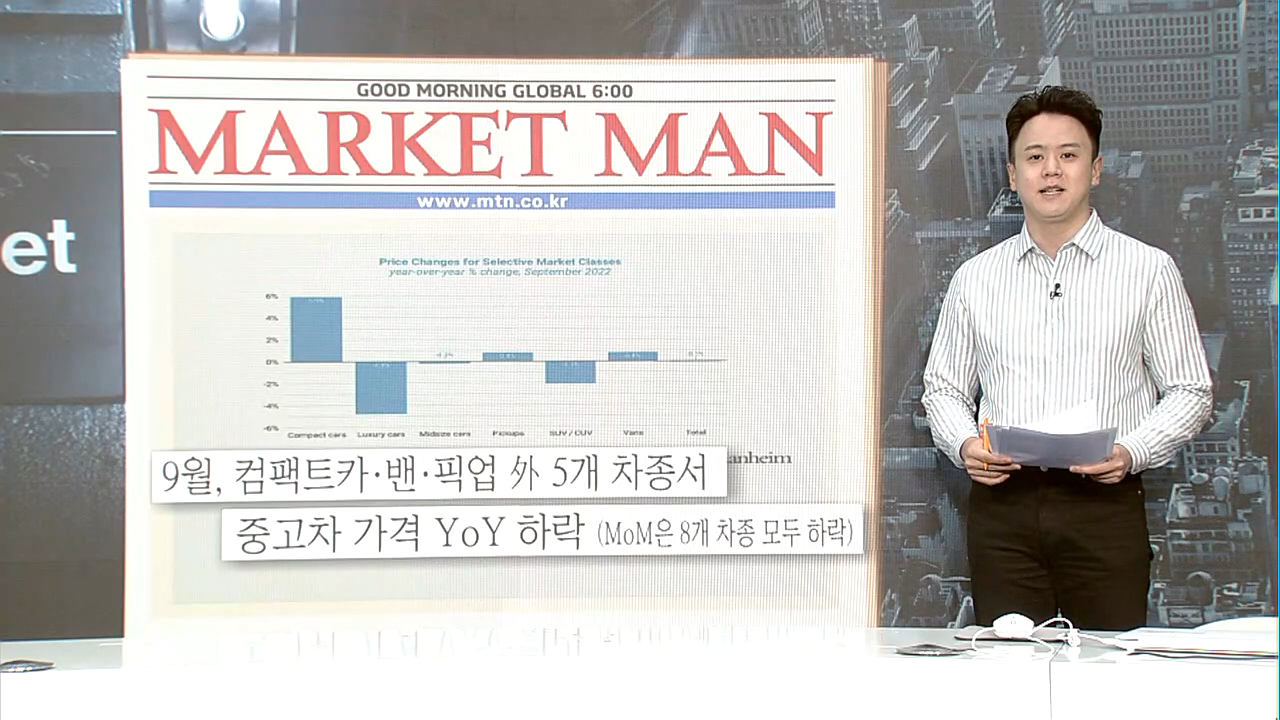 GOOD MORNING GLOBAL 6:00
MARKET MAN
www.mtn.co.kr
et
Price Changes for Selective Market Classes
year-over-year % change, September 2022
6%
4%
2%
0%
-2%
-4%
-6%
Compact cars Luxury cars Midsize cars Pickups SUV / CUV Vans Total
anheim
9월, 컴팩트카·밴·픽업 外 5개 차종서
중고차 가격 YoY 하락 (MoM은 8개 차종 모두 하락)